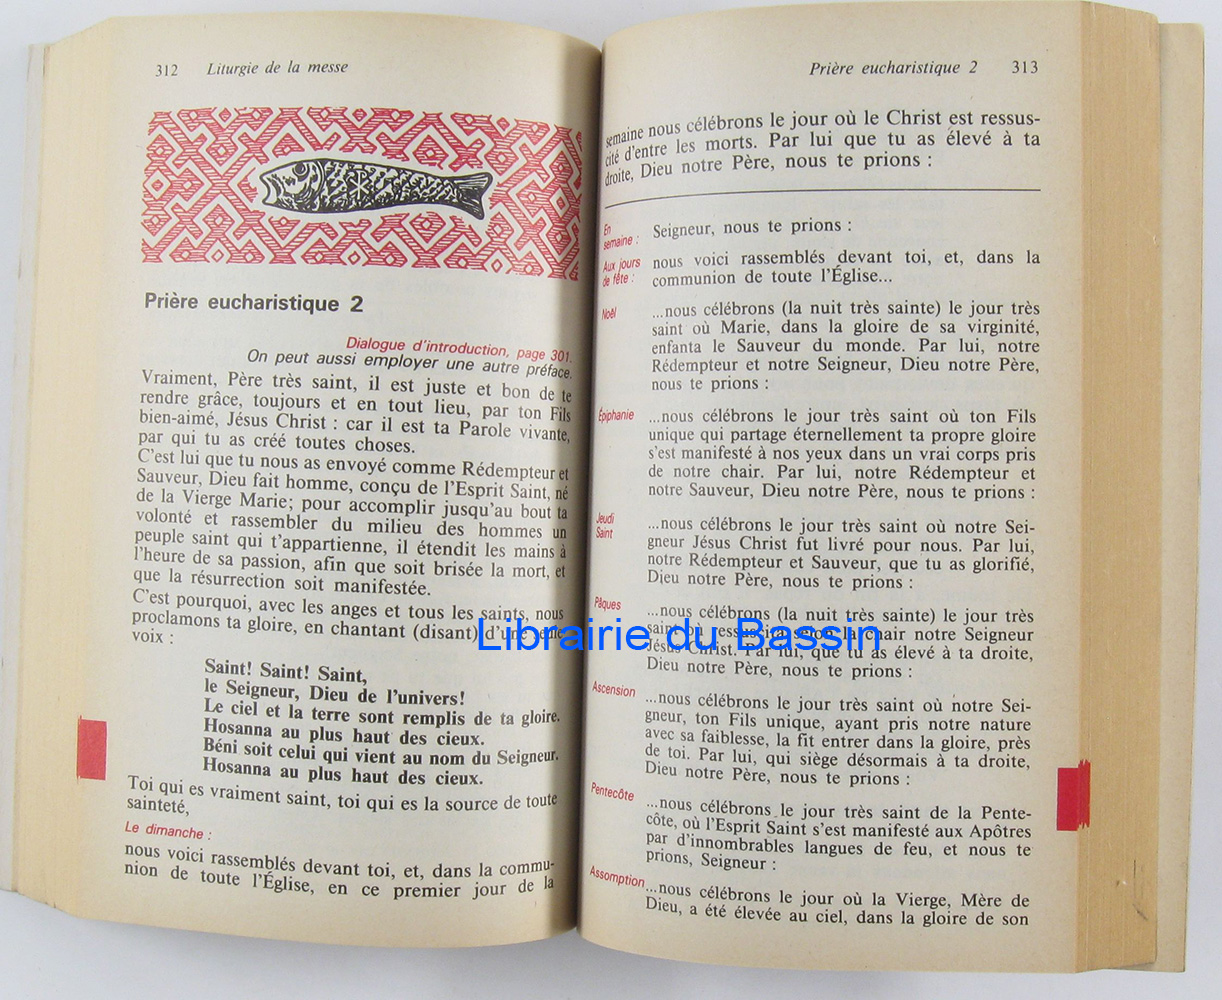 312 Liturgie de la messe
Prière eucharistique 2
Dialogue d'introduction, page 301.
On peut aussi employer une autre préface.
Vraiment, Père très saint, il est juste et bon de te
rendre grâce, toujours et en tout lieu, par ton Fils
bien-aimé, Jésus Christ : car il est ta Parole vivante,
par qui tu as créé toutes choses.
C'est lui que tu nous as envoyé comme Rédempteur et
Sauveur, Dieu fait homme, conçu de l'Esprit Saint, né
de la Vierge Marie; pour accomplir jusqu'au bout ta
volonté et rassembler du milieu des hommes un
peuple saint qui t'appartienne, il étendit les mains à
l'heure de sa passion, afin que soit brisée la mort, et
que la résurrection soit manifestée.
C'est pourquoi, avec les anges et tous les saints, nous
proclamons ta gloire, en chantant (disant) d'une seule
voix :
Saint! Saint! Saint,
le Seigneur, Dieu de l'univers!
Le ciel et la terre sont remplis de ta gloire.
Hosanna au plus haut des cieux.
Béni soit celui qui vient au nom du Seigneur.
Hosanna au plus haut des cieux.
Toi qui es vraiment saint, toi qui es la source de toute
sainteté,
Le dimanche :
nous voici rassemblés devant toi, et, dans la commu-
nion de toute l'Église, en ce premier jour de la
Prière eucharistique 2 313
semaine nous célébrons le jour où le Christ est ressus-
cité d'entre les morts. Par lui que tu as élevé à ta
droite, Dieu notre Père, nous te prions :
En
semaine :
Seigneur, nous te prions :
Aux jours
de fête :
nous voici rassemblés devant toi, et, dans la
communion de toute l'Église...
Noël
...nous célébrons (la nuit très sainte) le jour très
saint où Marie, dans la gloire de sa virginité,
enfanta le Sauveur du monde. Par lui, notre
Rédempteur et notre Seigneur, Dieu notre Père,
nous te prions :
Épiphanie
...nous célébrons le jour très saint où ton Fils
unique qui partage éternellement ta propre gloire
s'est manifesté à nos yeux dans un vrai corps pris
de notre chair. Par lui, notre Rédempteur et
notre Sauveur, Dieu notre Père, nous te prions :
Jeudi
Saint
...nous célébrons le jour très saint où notre Sei-
gneur Jésus Christ fut livré pour nous. Par lui,
notre Rédempteur et Sauveur, que tu as glorifié,
Dieu notre Père, nous te prions :
Pâques
...nous célébrons (la nuit très sainte) le jour très
saint où ressuscita selon la chair notre Seigneur
Jésus Christ. Par lui, que tu as élevé à ta droite,
Dieu notre Père, nous te prions :
Ascension
...nous célébrons le jour très saint où notre Sei-
gneur, ton Fils unique, ayant pris notre nature
avec sa faiblesse, la fit entrer dans la gloire, près
de toi. Par lui, qui siège désormais à ta droite,
Dieu notre Père, nous te prions :
Pentecôte
...nous célébrons le jour très saint de la Pente-
côte, où l'Esprit Saint s'est manifesté aux Apôtres
par d'innombrables langues de feu, et nous te
prions, Seigneur :
Assomption
...nous célébrons le jour où la Vierge, Mère de
Dieu, a été élevée au ciel, dans la gloire de son
Librairie du Bassin